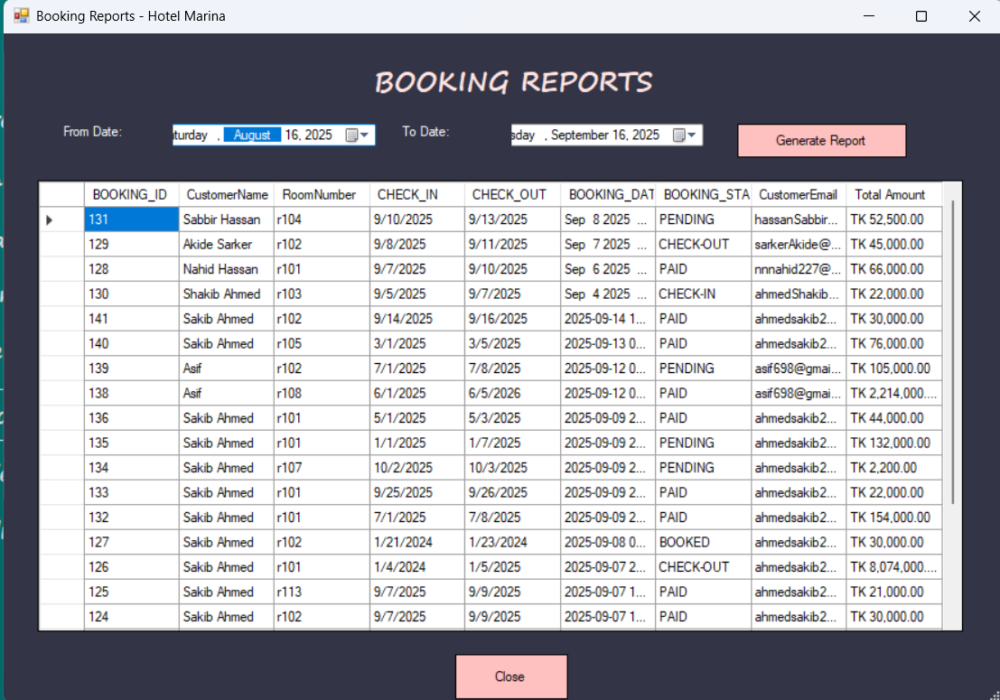 Booking Reports - Hotel Marina
BOOKING REPORTS
From Date: turday , August 16, 2025 To Date: sday , September 16, 2025 Generate Report
BOOKING_ID CustomerName RoomNumber CHECK_IN CHECK_OUT BOOKING_DAT BOOKING_STA CustomerEmail Total Amount
131 Sabbir Hassan r104 9/10/2025 9/13/2025 Sep 8 2025 ... PENDING hassanSabbir... TK 52,500.00
129 Akide Sarker r102 9/8/2025 9/11/2025 Sep 7 2025 ... CHECK-OUT sarkerAkide@... TK 45,000.00
128 Nahid Hassan r101 9/7/2025 9/10/2025 Sep 6 2025 ... PAID nnnahid227@... TK 66,000.00
130 Shakib Ahmed r103 9/5/2025 9/7/2025 Sep 4 2025 ... CHECK-IN ahmedShakib... TK 22,000.00
141 Sakib Ahmed r102 9/14/2025 9/16/2025 2025-09-14 1... PAID ahmedsakib2... TK 30,000.00
140 Sakib Ahmed r105 3/1/2025 3/5/2025 2025-09-13 0... PAID ahmedsakib2... TK 76,000.00
139 Asif r102 7/1/2025 7/8/2025 2025-09-12 0... PENDING asif698@gmai... TK 105,000.00
138 Asif r108 6/1/2025 6/5/2026 2025-09-12 0... PAID asif698@gmai... TK 2,214,000....
136 Sakib Ahmed r101 5/1/2025 5/3/2025 2025-09-09 2... PAID ahmedsakib2... TK 44,000.00
135 Sakib Ahmed r101 1/1/2025 1/7/2025 2025-09-09 2... PENDING ahmedsakib2... TK 132,000.00
134 Sakib Ahmed r107 10/2/2025 10/3/2025 2025-09-09 2... PENDING ahmedsakib2... TK 2,200.00
133 Sakib Ahmed r101 9/25/2025 9/26/2025 2025-09-09 2... PAID ahmedsakib2... TK 22,000.00
132 Sakib Ahmed r101 7/1/2025 7/8/2025 2025-09-09 2... PAID ahmedsakib2... TK 154,000.00
127 Sakib Ahmed r102 1/21/2024 1/23/2024 2025-09-08 0... BOOKED ahmedsakib2... TK 30,000.00
126 Sakib Ahmed r101 1/4/2024 1/5/2025 2025-09-07 2... CHECK-OUT ahmedsakib2... TK 8,074,000....
125 Sakib Ahmed r113 9/7/2025 9/9/2025 2025-09-07 1... PAID ahmedsakib2... TK 21,000.00
124 Sakib Ahmed r102 9/7/2025 9/9/2025 2025-09-07 1... PAID ahmedsakib2... TK 30,000.00
Close